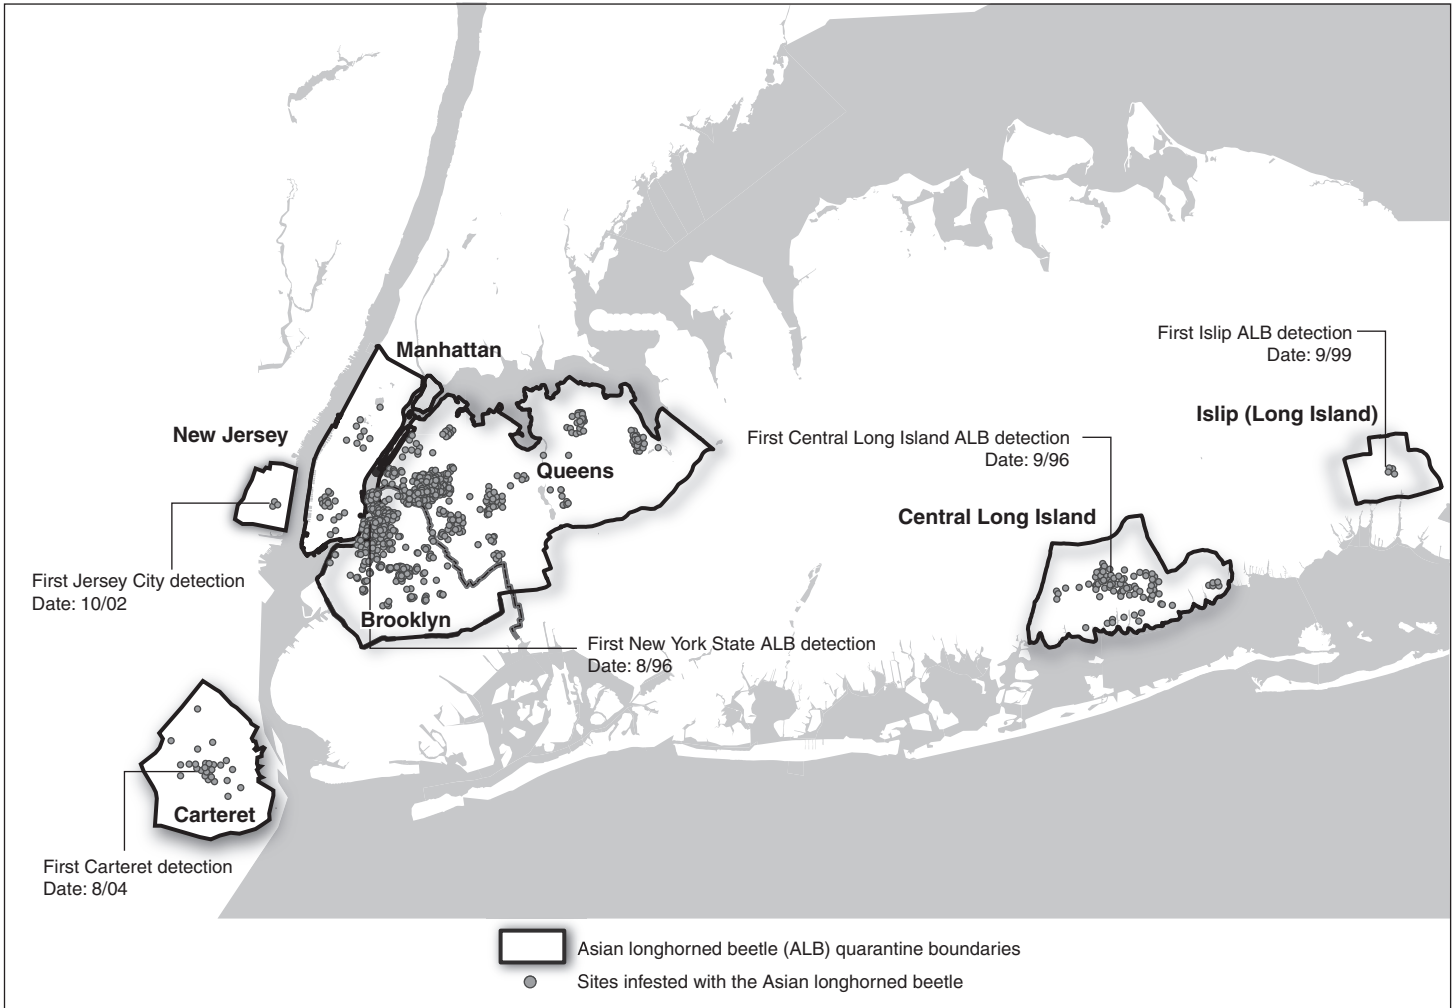 Manhattan
First Islip ALB detection
Date: 9/99
Islip (Long Island)
New Jersey
First Central Long Island ALB detection
Date: 9/96
Queens
Central Long Island
First Jersey City detection
Date: 10/02
Brooklyn
First New York State ALB detection
Date: 8/96
Carteret
First Carteret detection
Date: 8/04
Asian longhorned beetle (ALB) quarantine boundaries
Sites infested with the Asian longhorned beetle